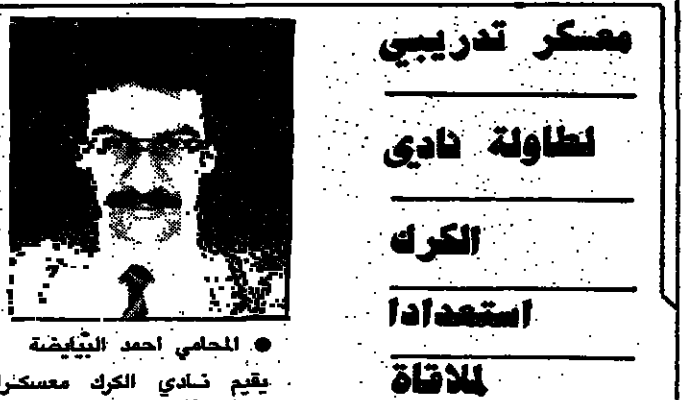 معسكر تدريبي
لطاولة نادي
الكرك
استعدادا
لملاقاة
● المحامي احمد البيايضة
يقيم نادي الكرك معسكرا